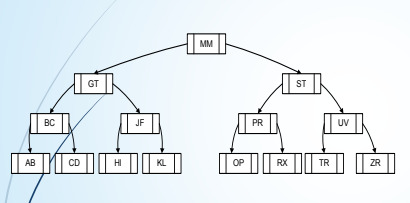 MM
GT ST
BC JF PR UV
AB CD HI KL OP RX TR ZR